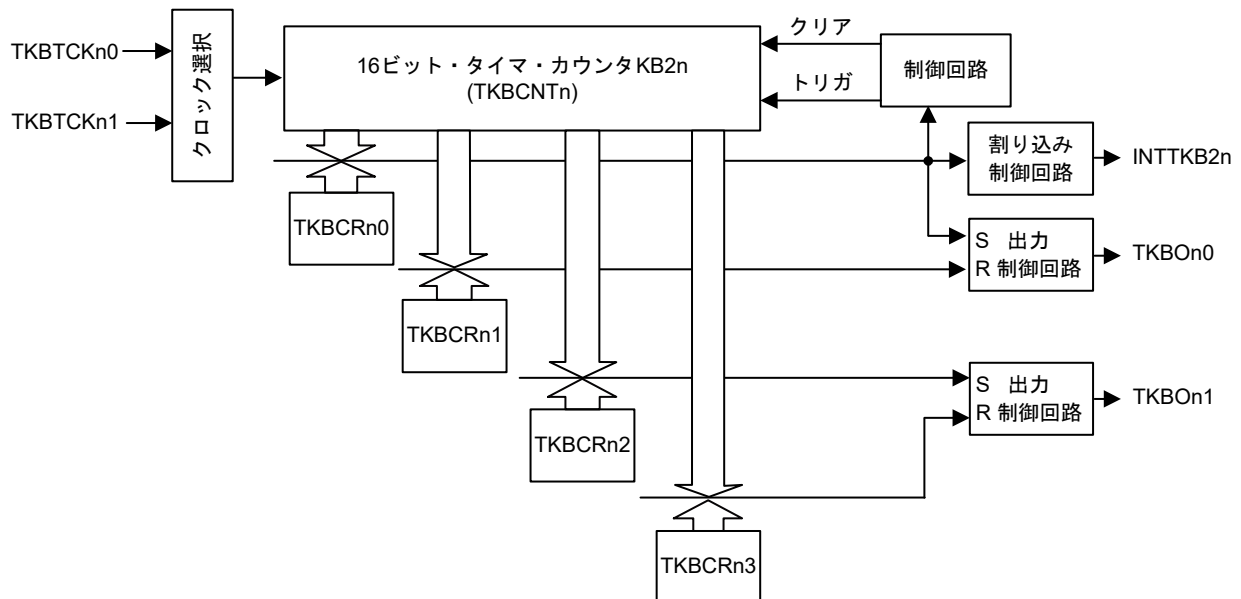 TKBTCKn0
TKBTCKn1
クロック選択
16ビット・タイマ・カウンタKB2n
(TKBCNTn)
クリア
トリガ
制御回路
割り込み
制御回路
INTTKB2n
TKBCRn0
S 出力
R 制御回路
TKBOn0
TKBCRn1
S 出力
R 制御回路
TKBOn1
TKBCRn2
TKBCRn3